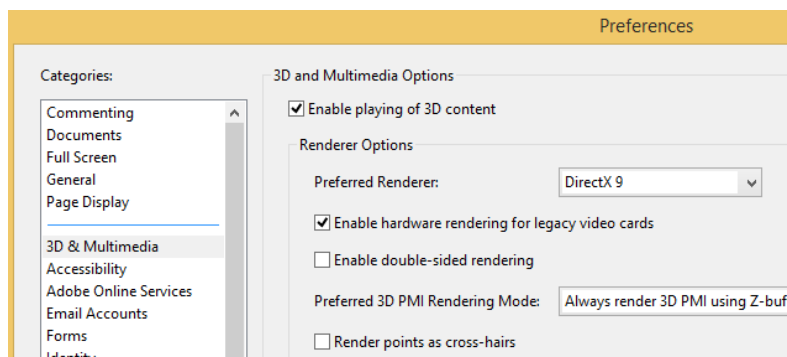 Preferences
Categories:
Commenting
Documents
Full Screen
General
Page Display
3D & Multimedia
Accessibility
Adobe Online Services
Email Accounts
Forms
Identity
3D and Multimedia Options
Enable playing of 3D content
Renderer Options
Preferred Renderer: DirectX 9
Enable hardware rendering for legacy video cards
Enable double-sided rendering
Preferred 3D PMI Rendering Mode: Always render 3D PMI using Z-buf
Render points as cross-hairs